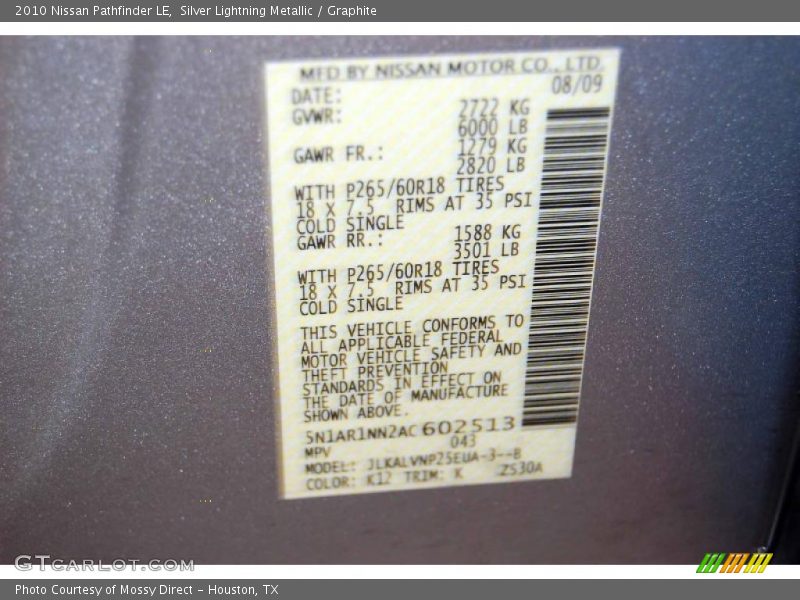 2010 Nissan Pathfinder LE,  Silver Lightning Metallic / Graphite
MFD BY NISSAN MOTOR CO., LTD.
DATE: 08/09
GVWR: 2722 KG
6000 LB
GAWR FR.: 1279 KG
2820 LB
WITH P265/60R18 TIRES
18 X 7.5 RIMS AT 35 PSI
COLD SINGLE
GAWR RR.: 1588 KG
3501 LB
WITH P265/60R18 TIRES
18 X 7.5 RIMS AT 35 PSI
COLD SINGLE
THIS VEHICLE CONFORMS TO
ALL APPLICABLE FEDERAL
MOTOR VEHICLE SAFETY AND
THEFT PREVENTION
STANDARDS IN EFFECT ON
THE DATE OF MANUFACTURE
SHOWN ABOVE.
5N1AR1NN2AC602513
MPV 043
MODEL: JLKALVNP25EUA-3--B
COLOR: K12 TRIM: K ZS30A
GTCARLOT.COM
Photo Courtesy of Mossy Direct - Houston, TX